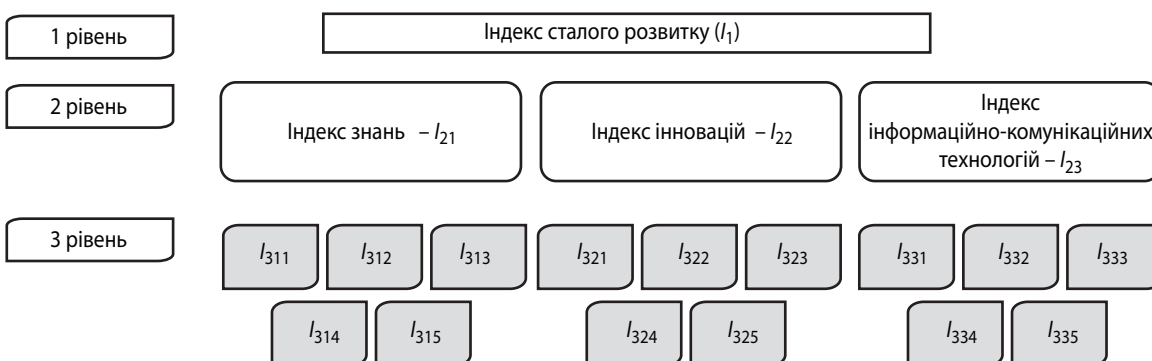 1 рівень
Індекс сталого розвитку (I₁)
2 рівень
Індекс знань – I₂₁
Індекс інновацій – I₂₂
Індекс
інформаційно-комунікаційних
технологій – I₂₃
3 рівень
I₃₁₁ I₃₁₂ I₃₁₃ I₃₂₁ I₃₂₂ I₃₂₃ I₃₃₁ I₃₃₂ I₃₃₃
I₃₁₄ I₃₁₅ I₃₂₄ I₃₂₅ I₃₃₄ I₃₃₅